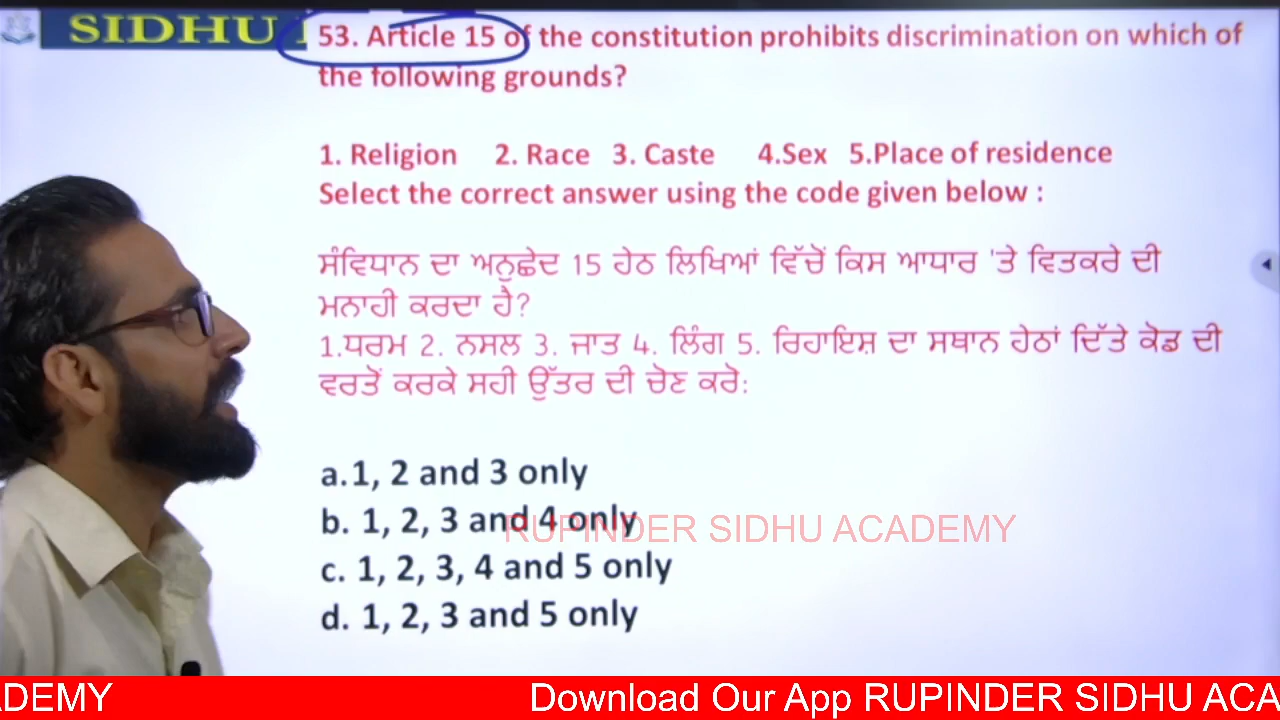 SIDHU
53. Article 15 of the constitution prohibits discrimination on which of
the following grounds?
1. Religion 2. Race 3. Caste 4.Sex 5.Place of residence
Select the correct answer using the code given below :
ਸੰਵਿਧਾਨ ਦਾ ਅਨੁਛੇਦ 15 ਹੇਠ ਲਿਖਿਆਂ ਵਿੱਚੋਂ ਕਿਸ ਆਧਾਰ 'ਤੇ ਵਿਤਕਰੇ ਦੀ
ਮਨਾਹੀ ਕਰਦਾ ਹੈ?
1.ਧਰਮ 2. ਨਸਲ 3. ਜਾਤ 4. ਲਿੰਗ 5. ਰਿਹਾਇਸ਼ ਦਾ ਸਥਾਨ ਹੇਠਾਂ ਦਿੱਤੇ ਕੋਡ ਦੀ
ਵਰਤੋਂ ਕਰਕੇ ਸਹੀ ਉੱਤਰ ਦੀ ਚੋਣ ਕਰੋ:
a.1, 2 and 3 only
b. 1, 2, 3 and 4 only
RUPINDER SIDHU ACADEMY
c. 1, 2, 3, 4 and 5 only
d. 1, 2, 3 and 5 only
ADEMY Download Our App RUPINDER SIDHU ACA